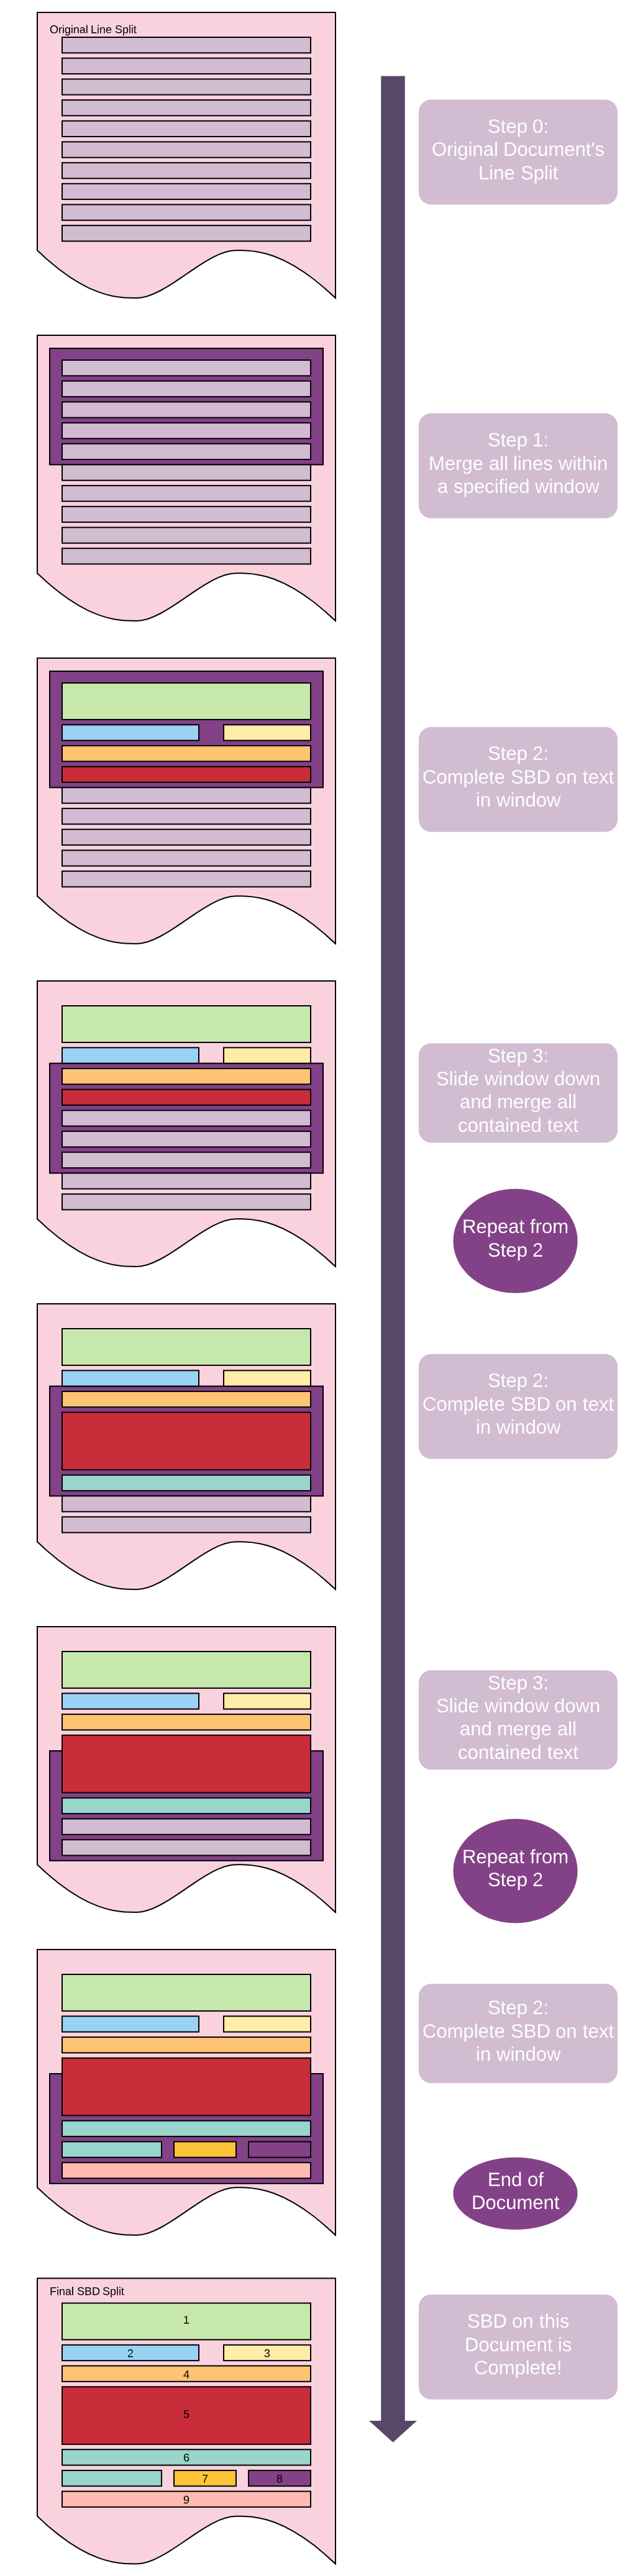 Original Line Split
Step 0:
Original Document's
Line Split
Step 1:
Merge all lines within
a specified window
Step 2:
Complete SBD on text
in window
Step 3:
Slide window down
and merge all
contained text
Repeat from
Step 2
Step 2:
Complete SBD on text
in window
Step 3:
Slide window down
and merge all
contained text
Repeat from
Step 2
Step 2:
Complete SBD on text
in window
End of
Document
Final SBD Split
1
2 3
4
5
6
7 8
9
SBD on this
Document is
Complete!